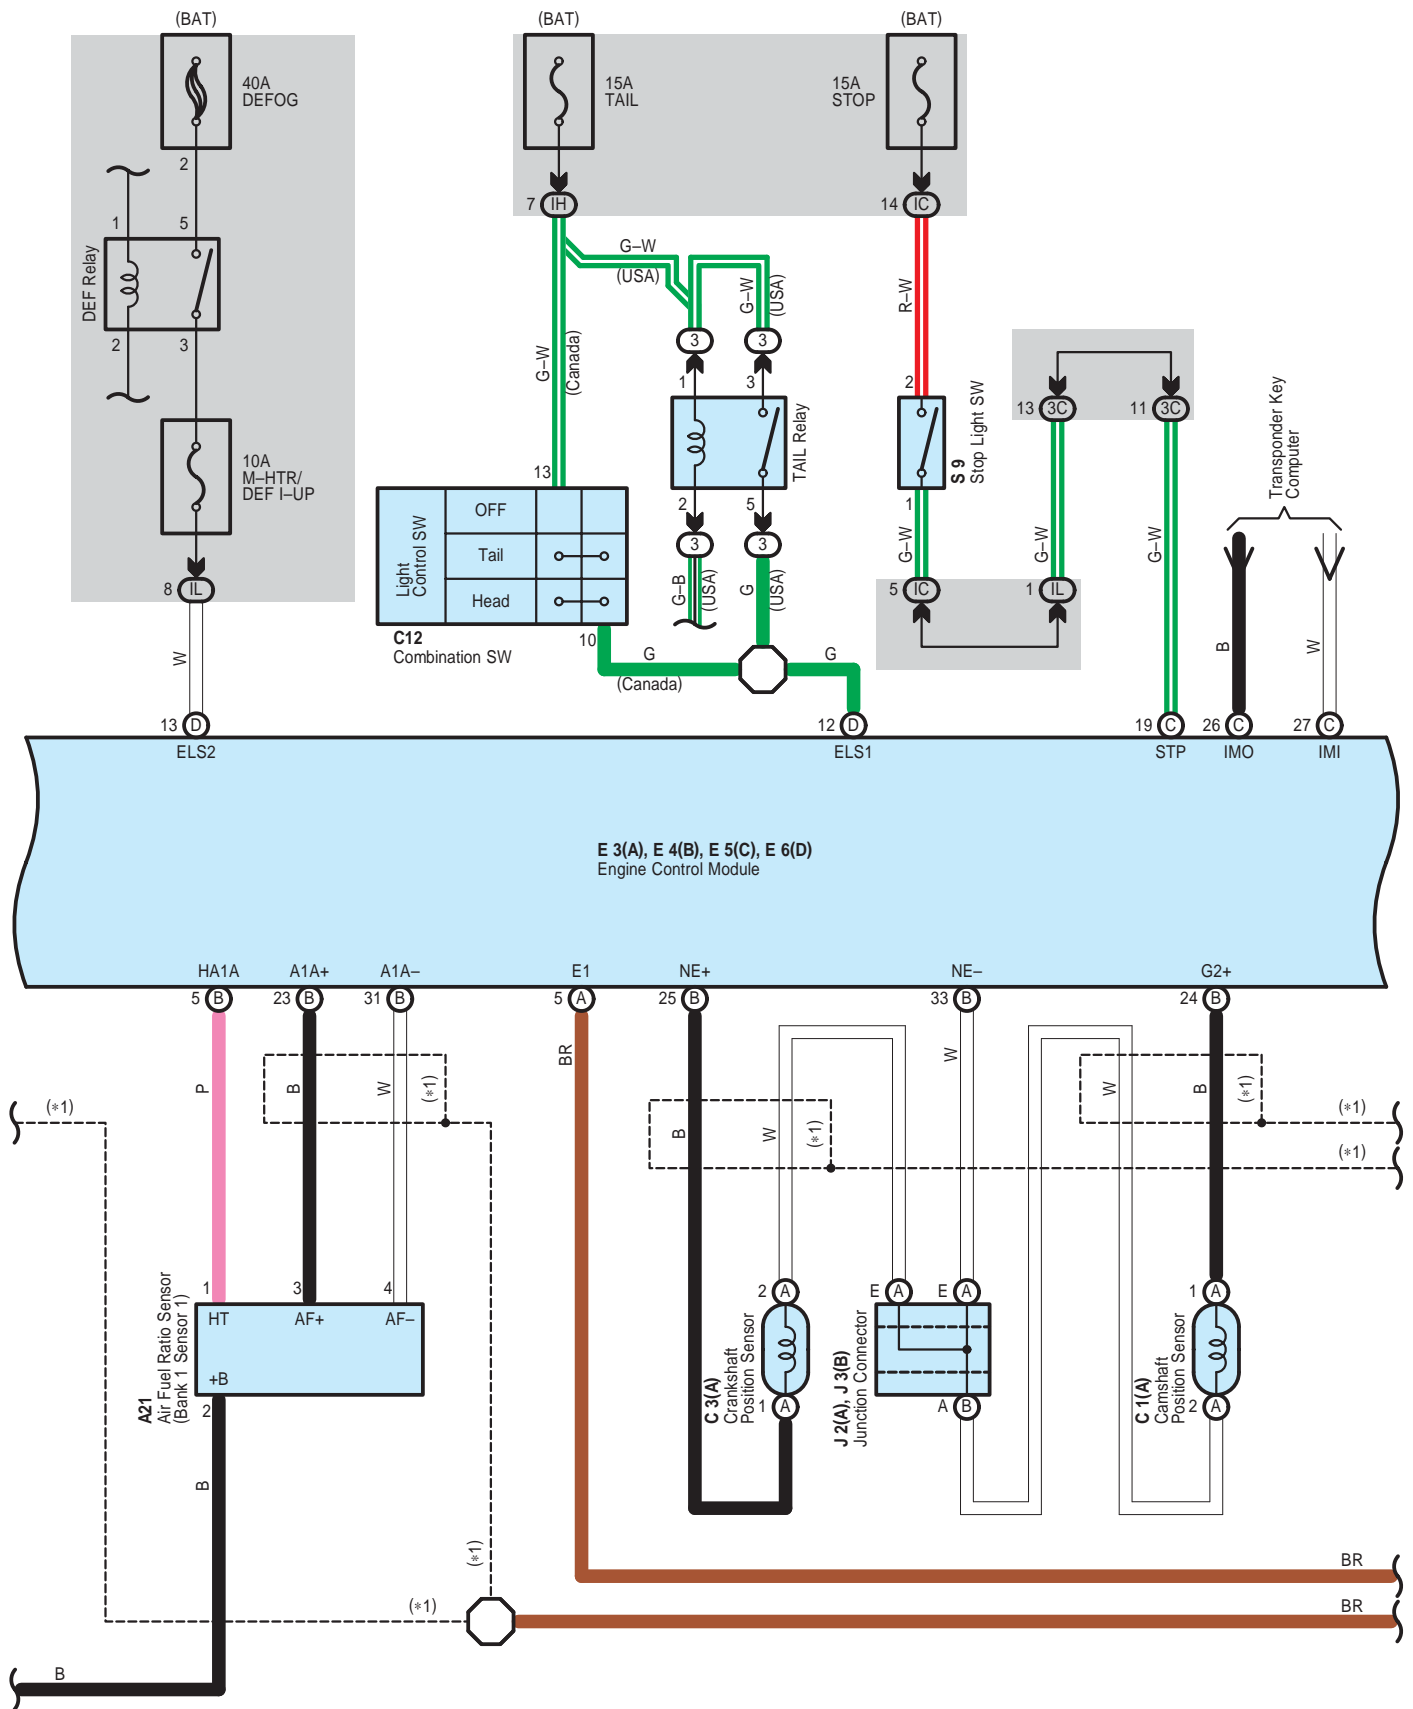 (BAT)
(BAT)
(BAT)
40A
DEFOG
15A
TAIL
15A
STOP
2
7 IH
14 IC
1
5
DEF Relay
2
3
G–W
(USA)
G–W
(USA)
R–W
G–W
(Canada)
3
3
1
3
TAIL Relay
2
5
3
3
G–B
(USA)
G
(USA)
2
S 9
Stop Light SW
1
G–W
5 IC
1 IL
13 3C
11 3C
G–W
G–W
Transponder Key
Computer
10A
M–HTR/
DEF I–UP
8 IL
W
13
Light
Control SW
OFF
Tail
Head
C12
Combination SW
10
G
(Canada)
G
B
W
13 D
12 D
19 C
26 C
27 C
ELS2
ELS1
STP
IMO
IMI
E 3(A), E 4(B), E 5(C), E 6(D)
Engine Control Module
HA1A
A1A+
A1A–
E1
NE+
NE–
G2+
5 B
23 B
31 B
5 A
25 B
33 B
24 B
P
B
W
(*1)
BR
B
W
(*1)
W
W
B
(*1)
(*1)
(*1)
(*1)
1
3
4
HT
AF+
AF–
+B
2
A21
Air Fuel Ratio Sensor
(Bank 1 Sensor 1)
2 A
C 3(A)
Crankshaft
Position Sensor
1 A
E A
E A
J 2(A), J 3(B)
Junction Connector
A B
1 A
C 1(A)
Camshaft
Position Sensor
2 A
B
(*1)
(*1)
BR
BR
B